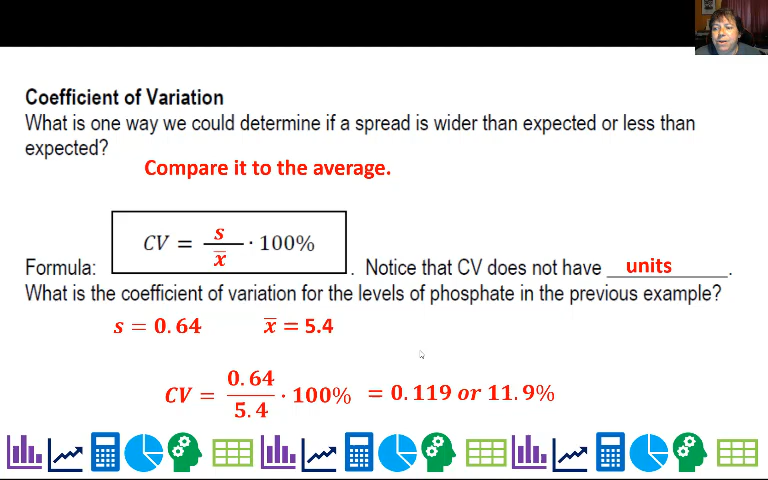 Coefficient of Variation
What is one way we could determine if a spread is wider than expected or less than
expected?
Compare it to the average.
Formula: CV = s/x̄ · 100%. Notice that CV does not have units.
What is the coefficient of variation for the levels of phosphate in the previous example?
s = 0.64 x̄ = 5.4
CV = 0.64/5.4 · 100% = 0.119 or 11.9%